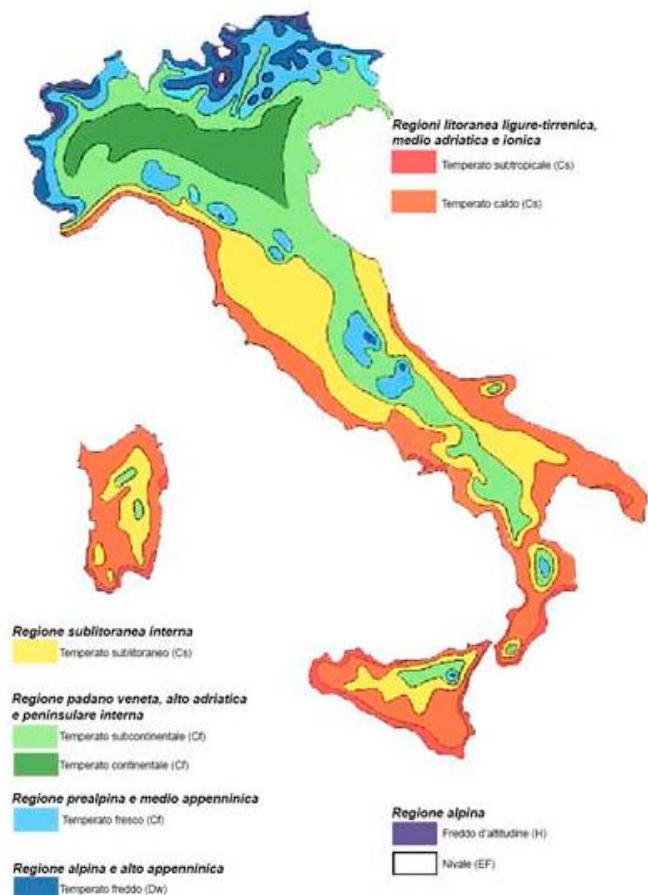 Regioni litoranea ligure-tirrenica,
medio adriatica e ionica
Temperato subtropicale (Cs)
Temperato caldo (Cs)
Regione sublitoranea interna
Temperato sublitoraneo (Cs)
Regione padano veneta, alto adriatica
e peninsulare interna
Temperato subcontinentale (Cf)
Temperato continentale (Cf)
Regione prealpina e medio appenninica
Temperato fresco (Cf)
Regione alpina e alto appenninica
Temperato freddo (Dw)
Regione alpina
Freddo d'altitudine (H)
Nivale (EF)